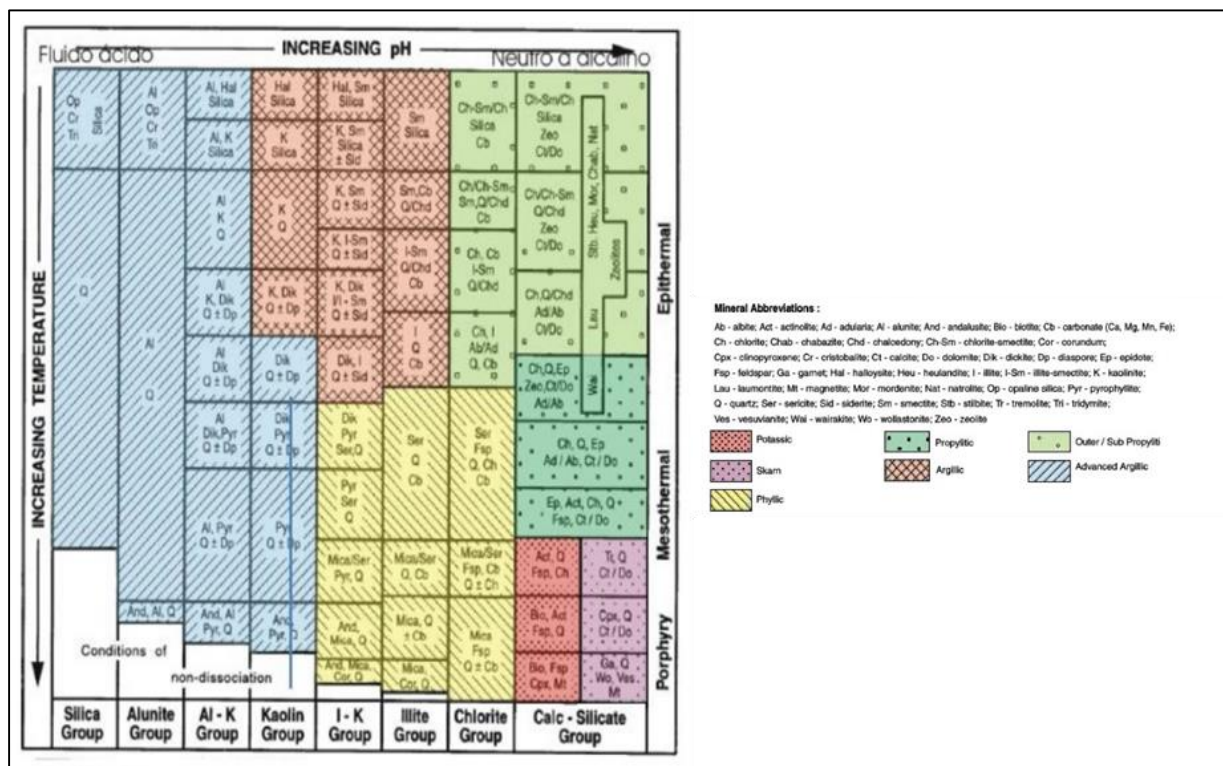 INCREASING pH
Fluido ácido
Neutro a alcalino
INCREASING TEMPERATURE
Epithermal
Mesothermal
Porphyry
Op
Cr
Tri
Silica
Q
Al
Op
Cr
Tri
Al
Q
And, Al, Q
Al, Hal
Silica
Al, K
Silica
Al
K
Q
Al
K, Dik
Q ± Dp
Al
Dik
Q ± Dp
Al
Dik,Pyr
Q ± Dp
Al, Pyr
Q ± Dp
And, Al
Pyr, Q
Hal
Silica
K
Silica
K
Q
K, Dik
Q ± Dp
Dik
Q ± Dp
Dik
Pyr
Q ± Dp
Pyr
Q ± Dp
And
Pyr, Q
Hal, Sm
Silica
K, Sm
Silica
± Sid
K, Sm
Q ± Sid
K, I-Sm
Q ± Sid
K, Dik
I/I - Sm
Q ± Sid
Dik, I
Q ± Sid
Dik
Pyr
Ser,Q
Pyr
Ser
Q
Mica/Ser
Pyr, Q
And,
Mica, Q
And, Mica,
Cor, Q
Sm
Silica
Sm,Cb
Q/Chd
I-Sm
Q/Chd
Cb
I
Q
Cb
Ser
Q
Cb
Mica/Ser
Q, Cb
Mica, Q
± Cb
Mica,
Cor, Q
Ch-Sm/Ch
Silica
Cb
Ch/Ch-Sm
Sm,Q/Chd
Cb
Ch, Cb
I-Sm
Q/Chd
Ch, I
Ab/Ad
Q, Cb
Ser
Fsp
Q, Ch
Cb
Mica/Ser
Fsp, Cb
Q ± Ch
Mica
Fsp
Q ± Cb
Ch-Sm/Ch
Silica
Zeo
Ct/Do
Ch/Ch-Sm
Q/Chd
Zeo
Ct/Do
Ch,Q/Chd
Ad/Ab
Ct/Do
Ch,Q,Ep
Zeo,Ct/Do
Ad/Ab
Stb, Heu, Mor, Chab, Nat
Zeolites
Lau
Wai
Ch, Q, Ep
Ad / Ab, Ct / Do
Ep, Act, Ch, Q
Fsp, Ct / Do
Act, Q
Fsp, Ch
Bio, Act
Fsp, Q
Bio, Fsp
Cpx, Mt
Tr, Q
Ct / Do
Cpx, Q
Ct / Do
Ga, Q
Wo, Ves
Mt
Conditions of
non-dissociation
Silica
Group
Alunite
Group
Al - K
Group
Kaolin
Group
I - K
Group
Illite
Group
Chlorite
Group
Calc - Silicate
Group
Mineral Abbreviations :
Ab - albite; Act - actinolite; Ad - adularia; Al - alunite; And - andalusite; Bio - biotite; Cb - carbonate (Ca, Mg, Mn, Fe);
Ch - chlorite; Chab - chabazite; Chd - chalcedony; Ch-Sm - chlorite-smectite; Cor - corundum;
Cpx - clinopyroxene; Cr - cristobalite; Ct - calcite; Do - dolomite; Dik - dickite; Dp - diaspore; Ep - epidote;
Fsp - feldspar; Ga - garnet; Hal - halloysite; Heu - heulandite; I - illite; I-Sm - illite-smectite; K - kaolinite;
Lau - laumontite; Mt - magnetite; Mor - mordenite; Nat - natrolite; Op - opaline silica; Pyr - pyrophyllite;
Q - quartz; Ser - sericite; Sid - siderite; Sm - smectite; Stb - stilbite; Tr - tremolite; Tri - tridymite;
Ves - vesuvianite; Wai - wairakite; Wo - wollastonite; Zeo - zeolite
Potassic
Propylitic
Outer / Sub Propyliti
Skarn
Argillic
Advanced Argillic
Phyllic